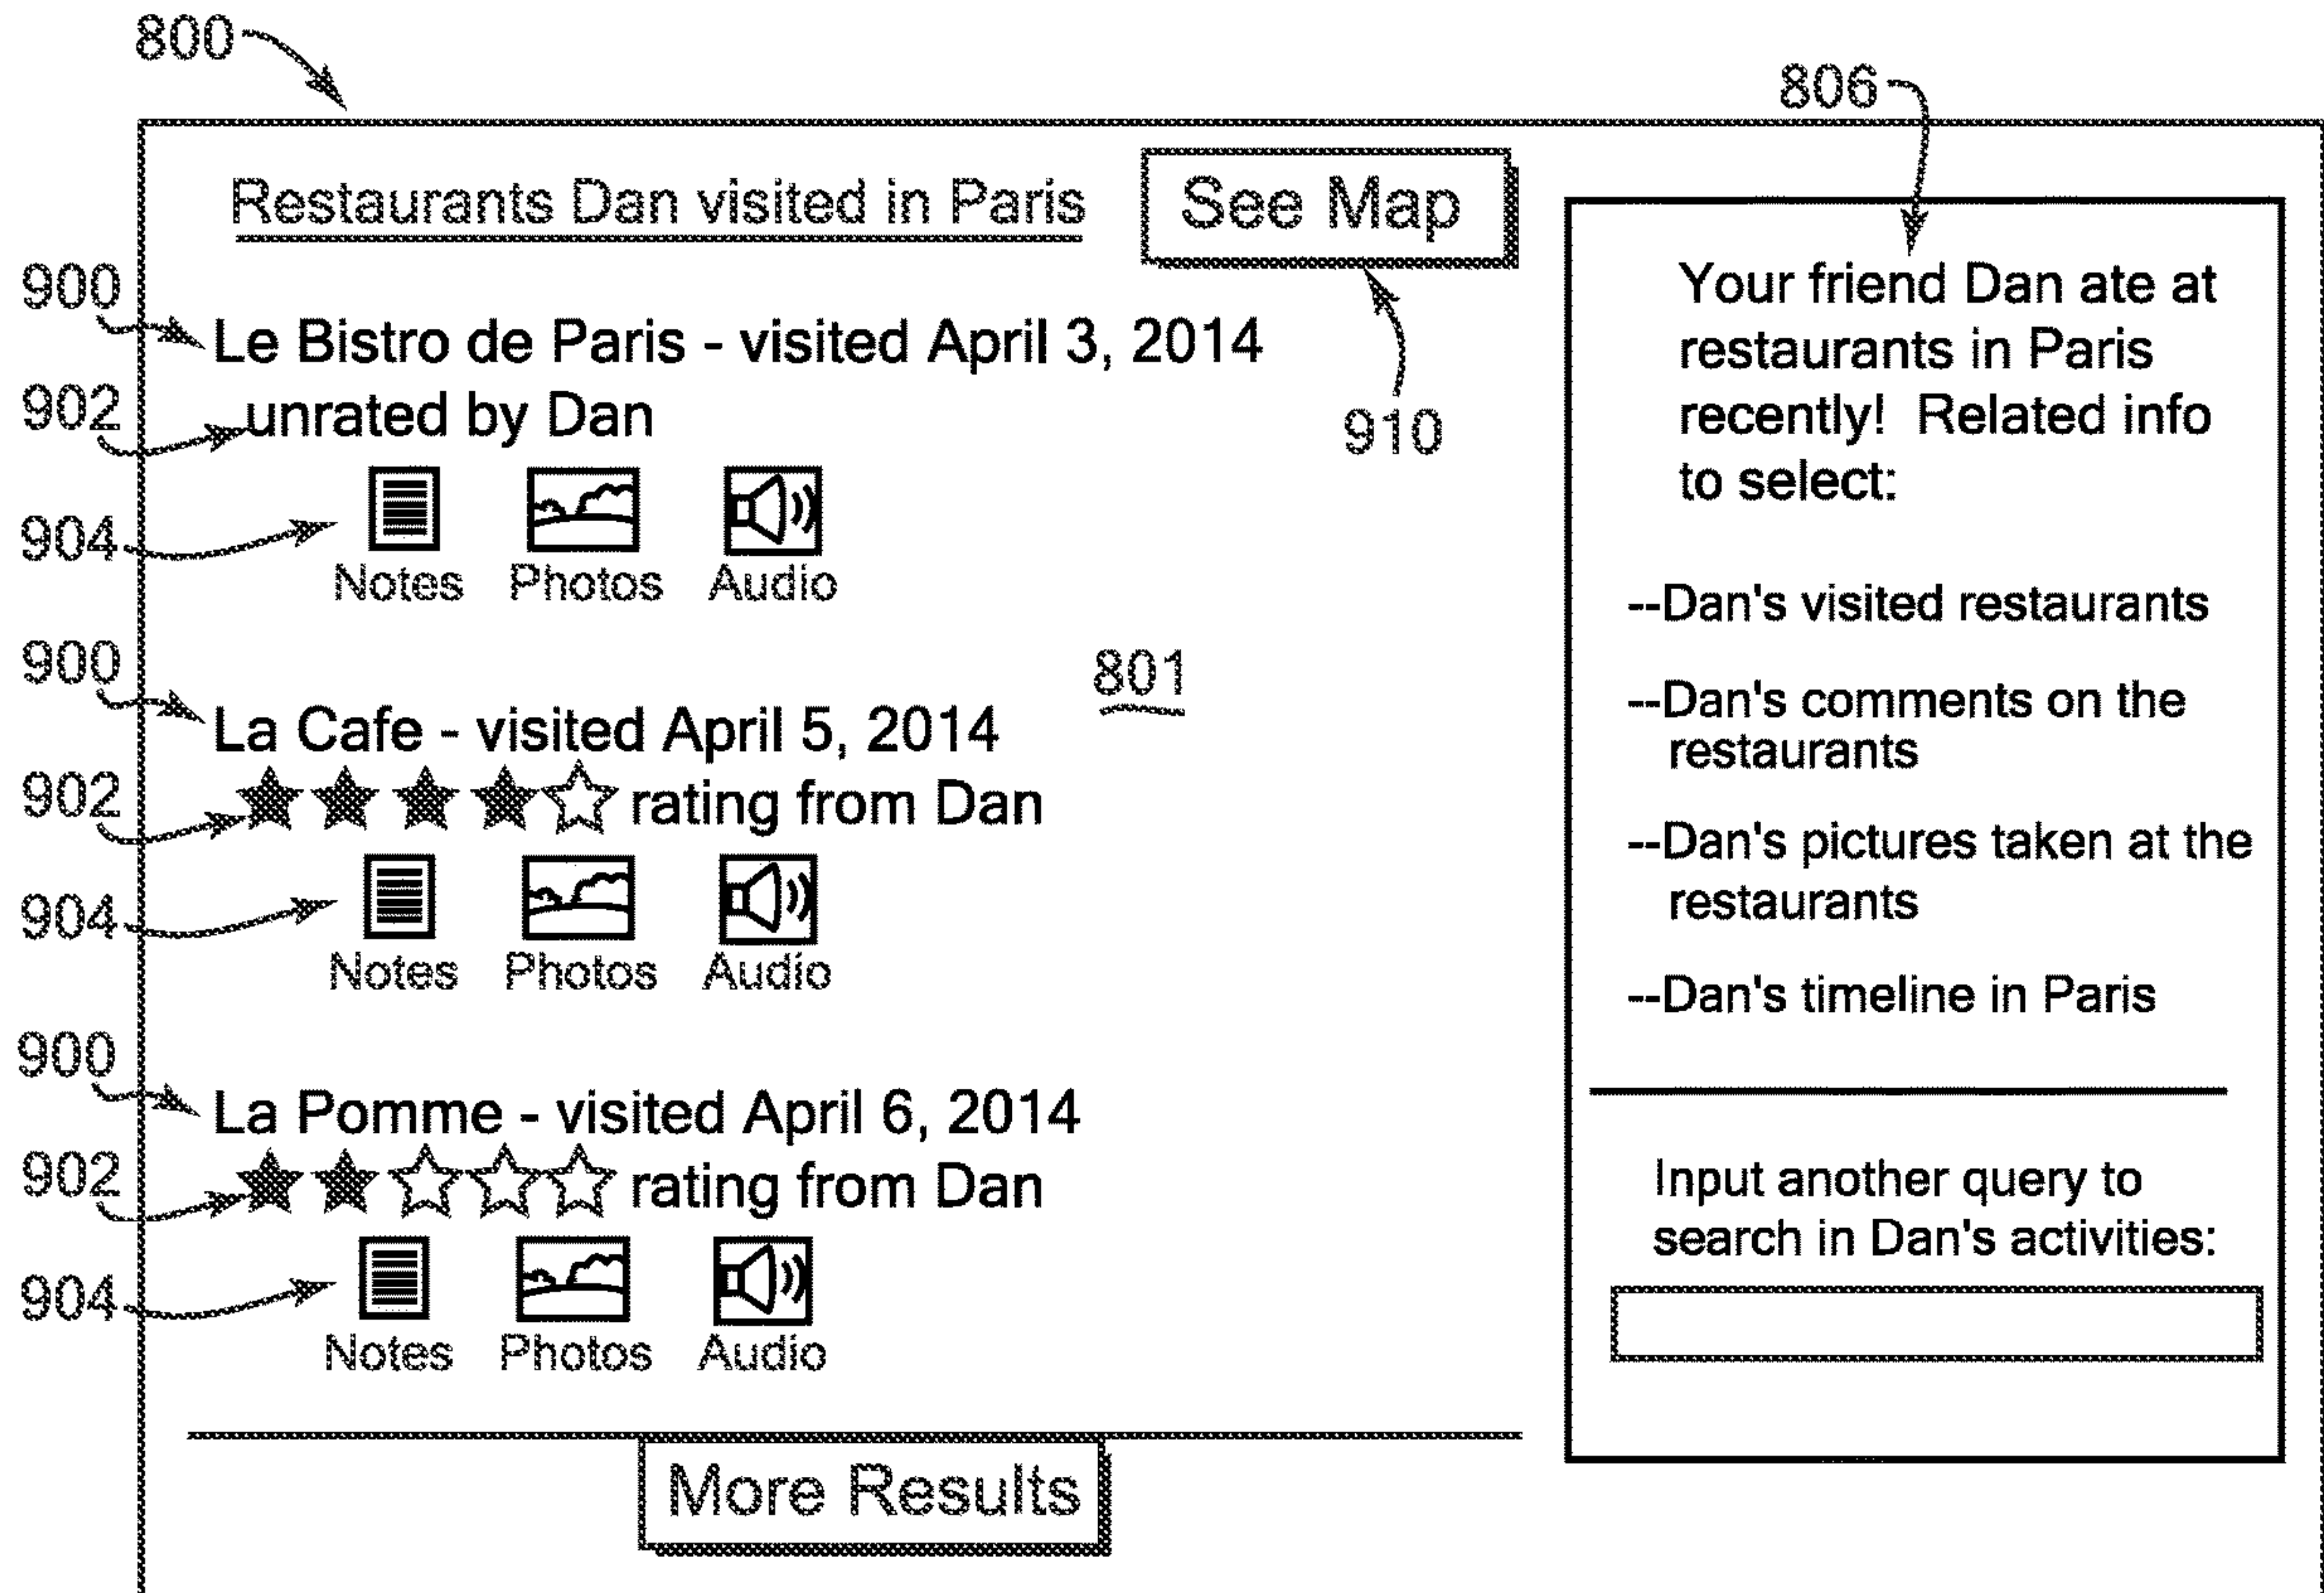 800
806
Restaurants Dan visited in Paris
See Map
910
900
Le Bistro de Paris - visited April 3, 2014
902
unrated by Dan
904
Notes Photos Audio
801
900
La Cafe - visited April 5, 2014
902
rating from Dan
904
Notes Photos Audio
900
La Pomme - visited April 6, 2014
902
rating from Dan
904
Notes Photos Audio
More Results
Your friend Dan ate at
restaurants in Paris
recently! Related info
to select:
--Dan's visited restaurants
--Dan's comments on the
restaurants
--Dan's pictures taken at the
restaurants
--Dan's timeline in Paris
Input another query to
search in Dan's activities: